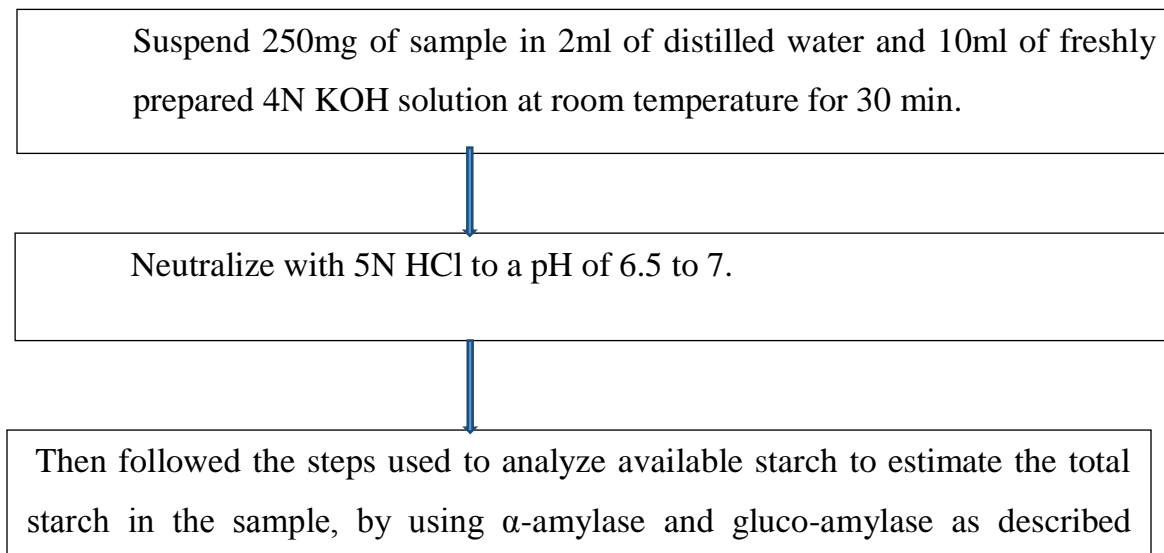 Suspend 250mg of sample in 2ml of distilled water and 10ml of freshly
prepared 4N KOH solution at room temperature for 30 min.
Neutralize with 5N HCl to a pH of 6.5 to 7.
Then followed the steps used to analyze available starch to estimate the total
starch in the sample, by using α-amylase and gluco-amylase as described